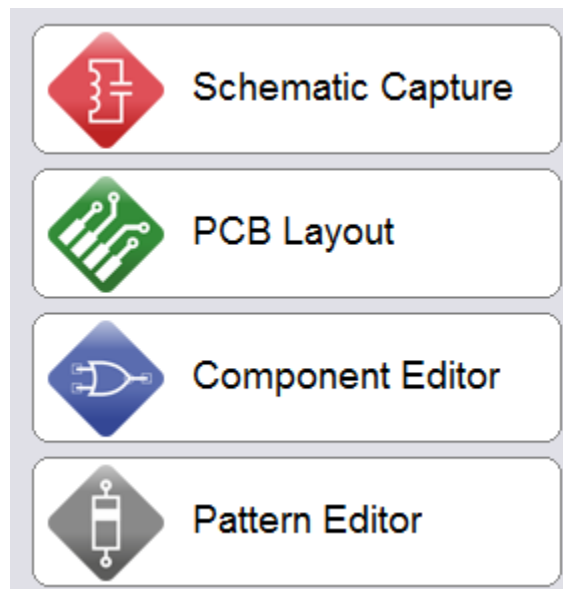 Schematic Capture
PCB Layout
Component Editor
Pattern Editor